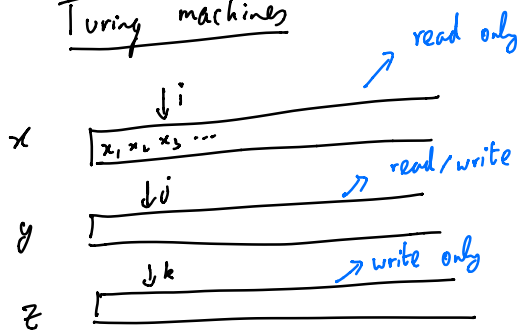 Turing machines
read only
↓ i
x x₁ x₂ x₃ ...
read/write
↓ j
y
write only
↓ k
z